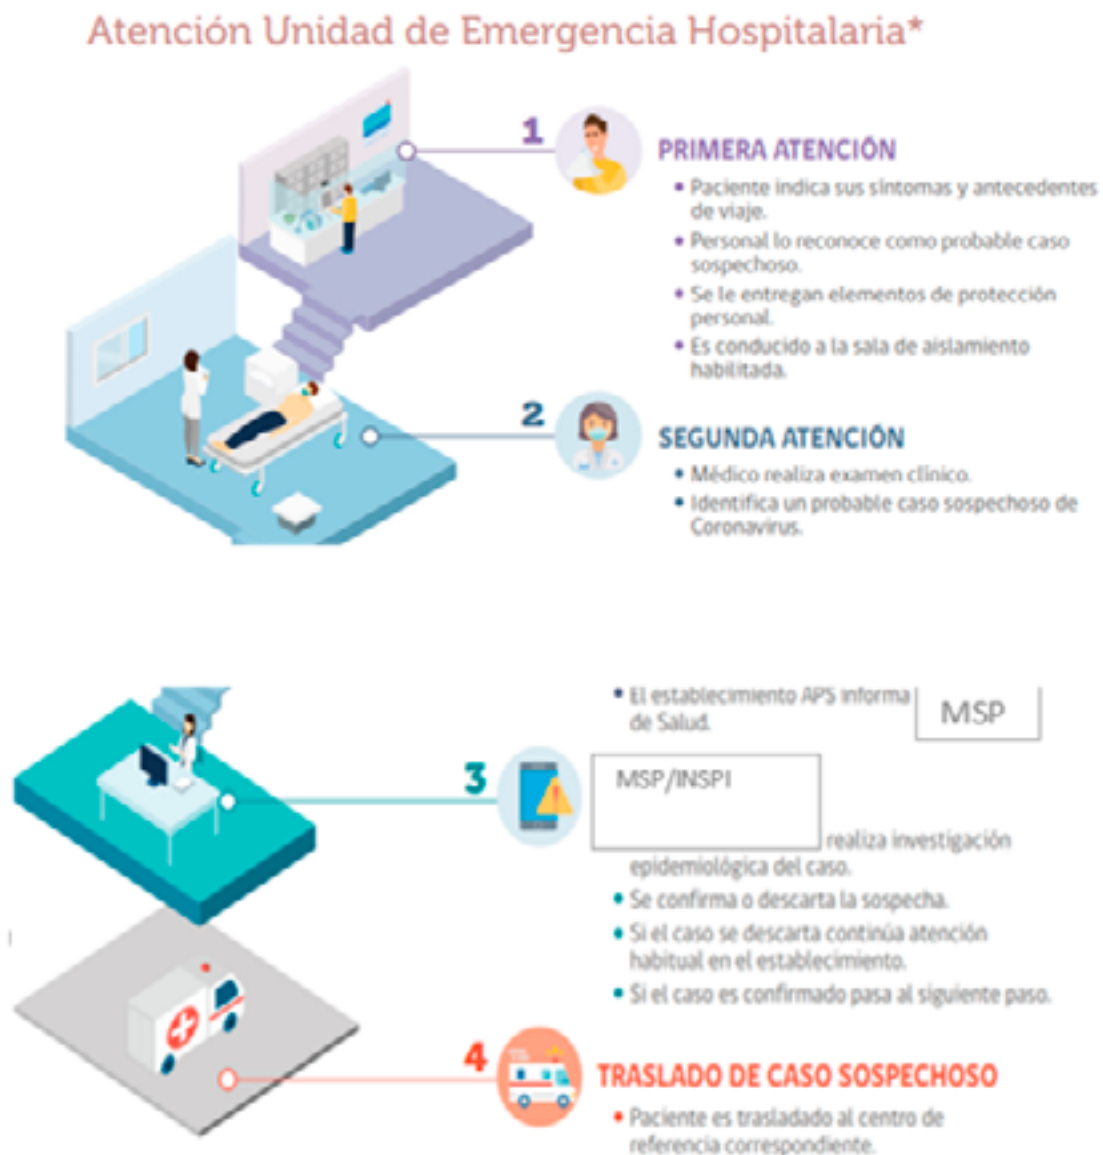 Atención Unidad de Emergencia Hospitalaria*
1
PRIMERA ATENCIÓN
• Paciente indica sus síntomas y antecedentes
de viaje.
• Personal lo reconoce como probable caso
sospechoso.
• Se le entregan elementos de protección
personal.
• Es conducido a la sala de aislamiento
habilitada.
2
SEGUNDA ATENCIÓN
• Médico realiza examen clínico.
• Identifica un probable caso sospechoso de
Coronavirus.
• El establecimiento APS informa
MSP
de Salud.
3
MSP/INSPI
realiza investigación
epidemiológica del caso.
• Se confirma o descarta la sospecha.
• Si el caso se descarta continúa atención
habitual en el establecimiento.
• Si el caso es confirmado pasa al siguiente paso.
4
TRASLADO DE CASO SOSPECHOSO
• Paciente es trasladado al centro de
referencia correspondiente.